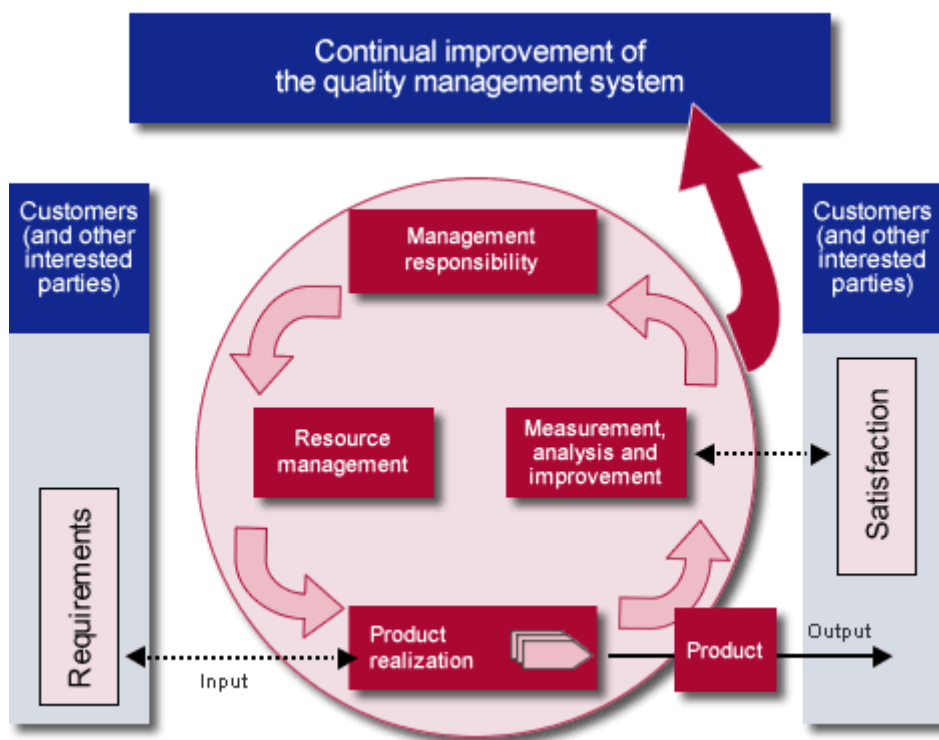 Continual improvement of
the quality management system
Customers
(and other
interested
parties)
Requirements
Management
responsibility
Resource
management
Measurement,
analysis and
improvement
Product
realization
Input
Product
Output
Customers
(and other
interested
parties)
Satisfaction